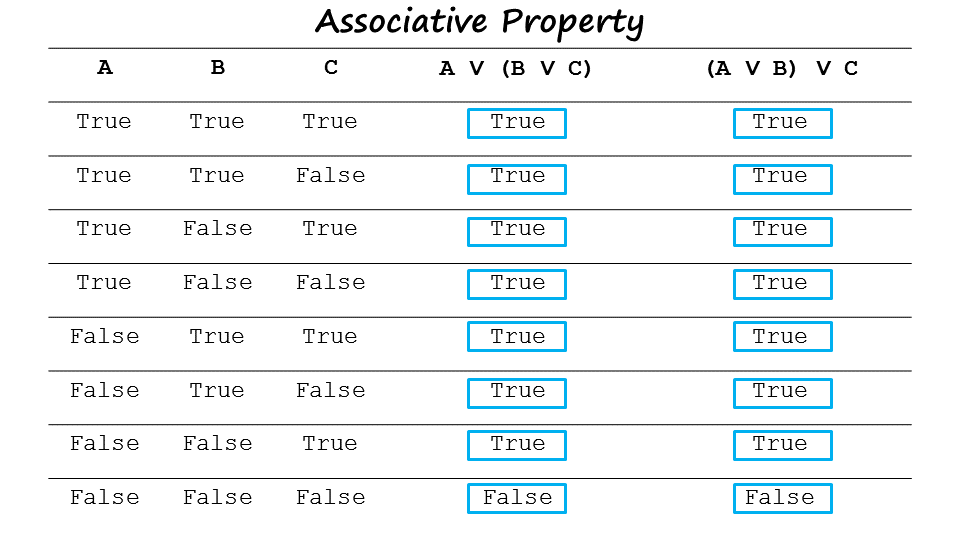 Associative Property
A B C A V (B V C) (A V B) V C
True True True True True
True True False True True
True False True True True
True False False True True
False True True True True
False True False True True
False False True True True
False False False False False